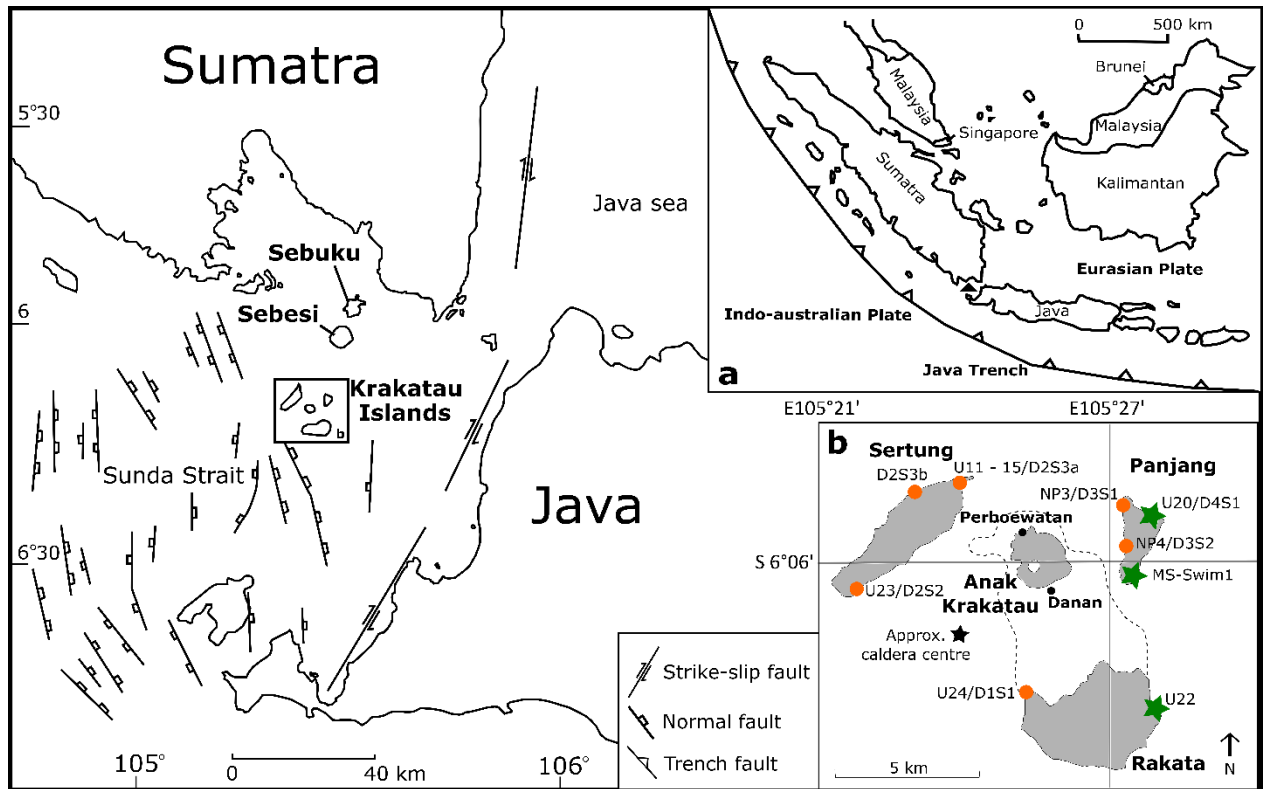 Sumatra
5°30
Java sea
Sebuku
Sebesi
6
Krakatau
Islands
b
Sunda Strait
Java
6°30
105°
0
40 km
106°
Strike-slip fault
Normal fault
Trench fault
0
500 km
Brunei
Malaysia
Malaysia
Singapore
Sumatra
Kalimantan
Eurasian Plate
Java
Indo-australian Plate
Java Trench
a
E105°21'
E105°27'
b
Sertung
D2S3b
U11 - 15/D2S3a
Panjang
NP3/D3S1
U20/D4S1
Perboewatan
NP4/D3S2
S 6°06'
MS-Swim1
Anak
Krakatau
U23/D2S2
Danan
Approx.
caldera centre
U24/D1S1
U22
5 km
Rakata
N